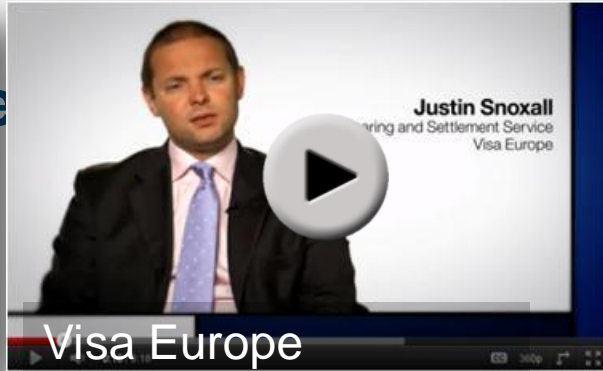 e
Justin Snoxall
ring and Settlement Service
Visa Europe
Visa Europe
360p